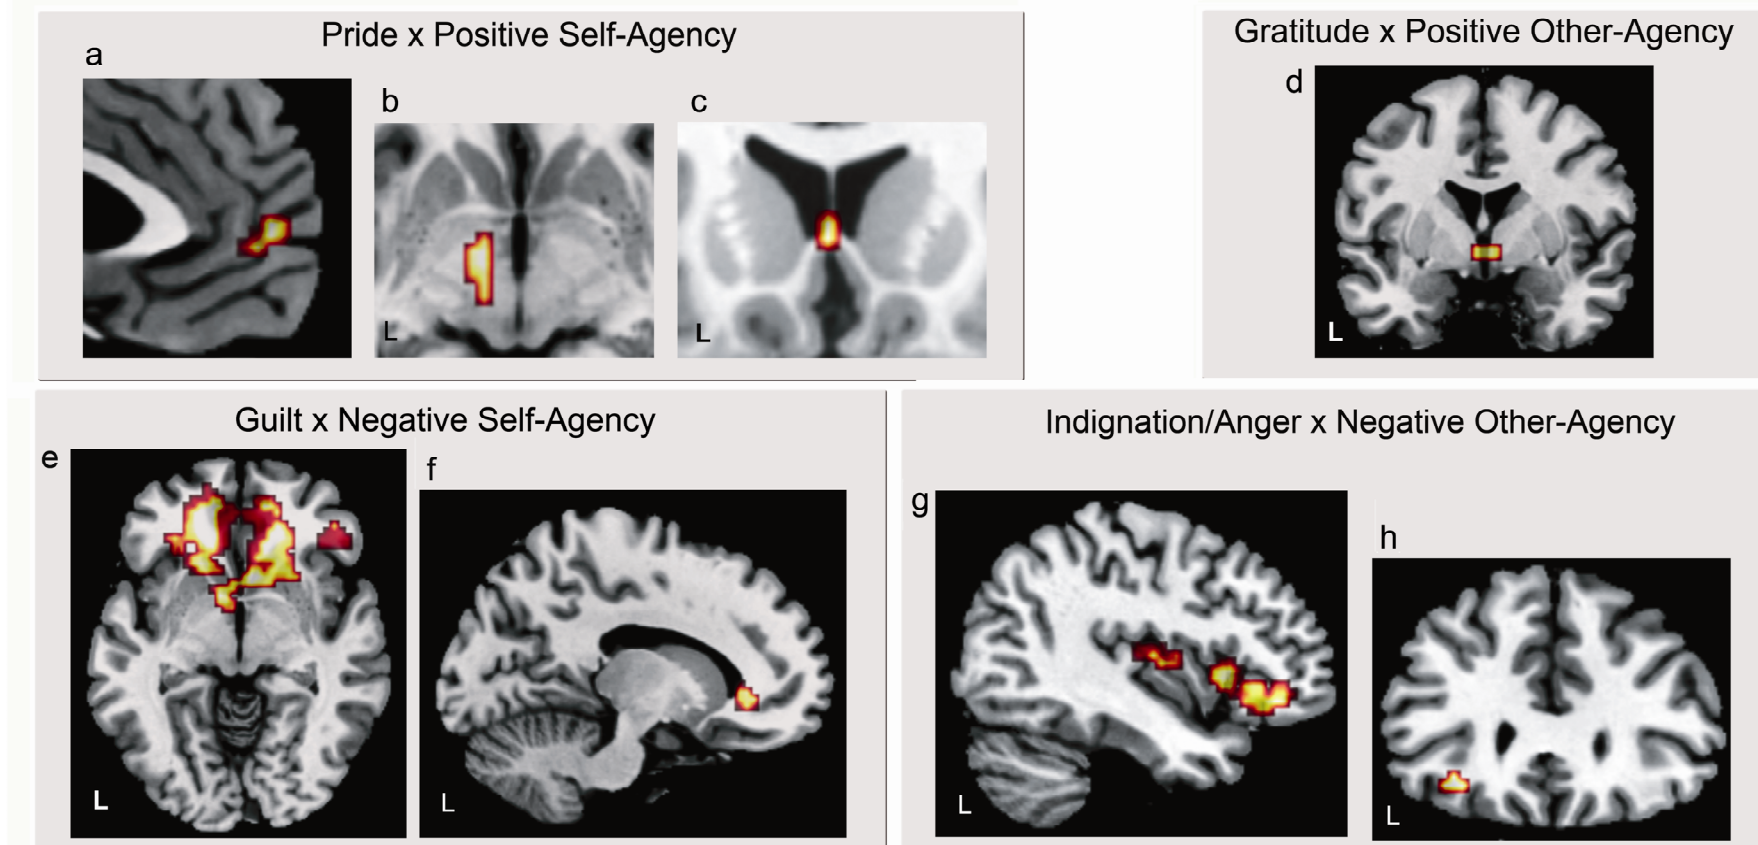 Pride x Positive Self-Agency
a
b
c
L
L
Gratitude x Positive Other-Agency
d
L
Guilt x Negative Self-Agency
e
f
L
L
Indignation/Anger x Negative Other-Agency
g
h
L
L